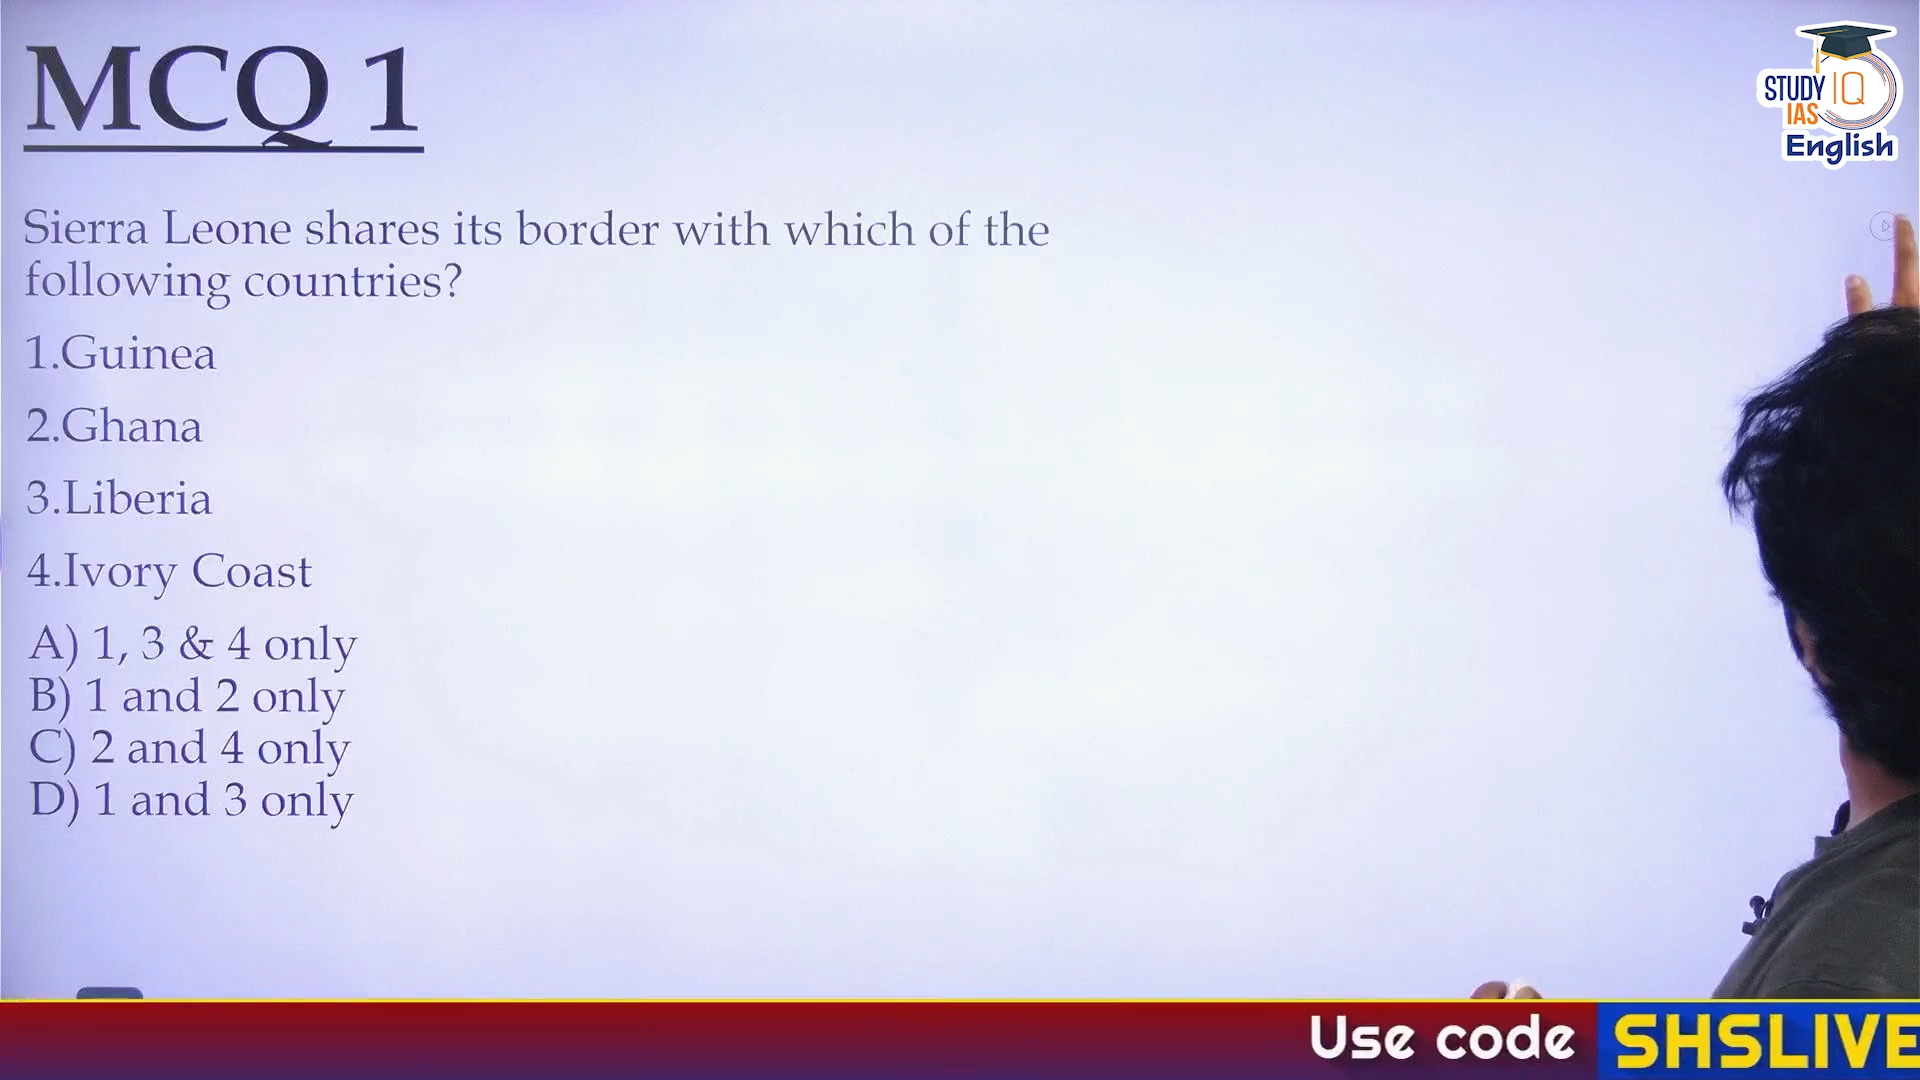 MCQ 1
STUDY IQ
IAS
English
Sierra Leone shares its border with which of the
following countries?
1.Guinea
2.Ghana
3.Liberia
4.Ivory Coast
A) 1, 3 & 4 only
B) 1 and 2 only
C) 2 and 4 only
D) 1 and 3 only
Use code SHSLIVE